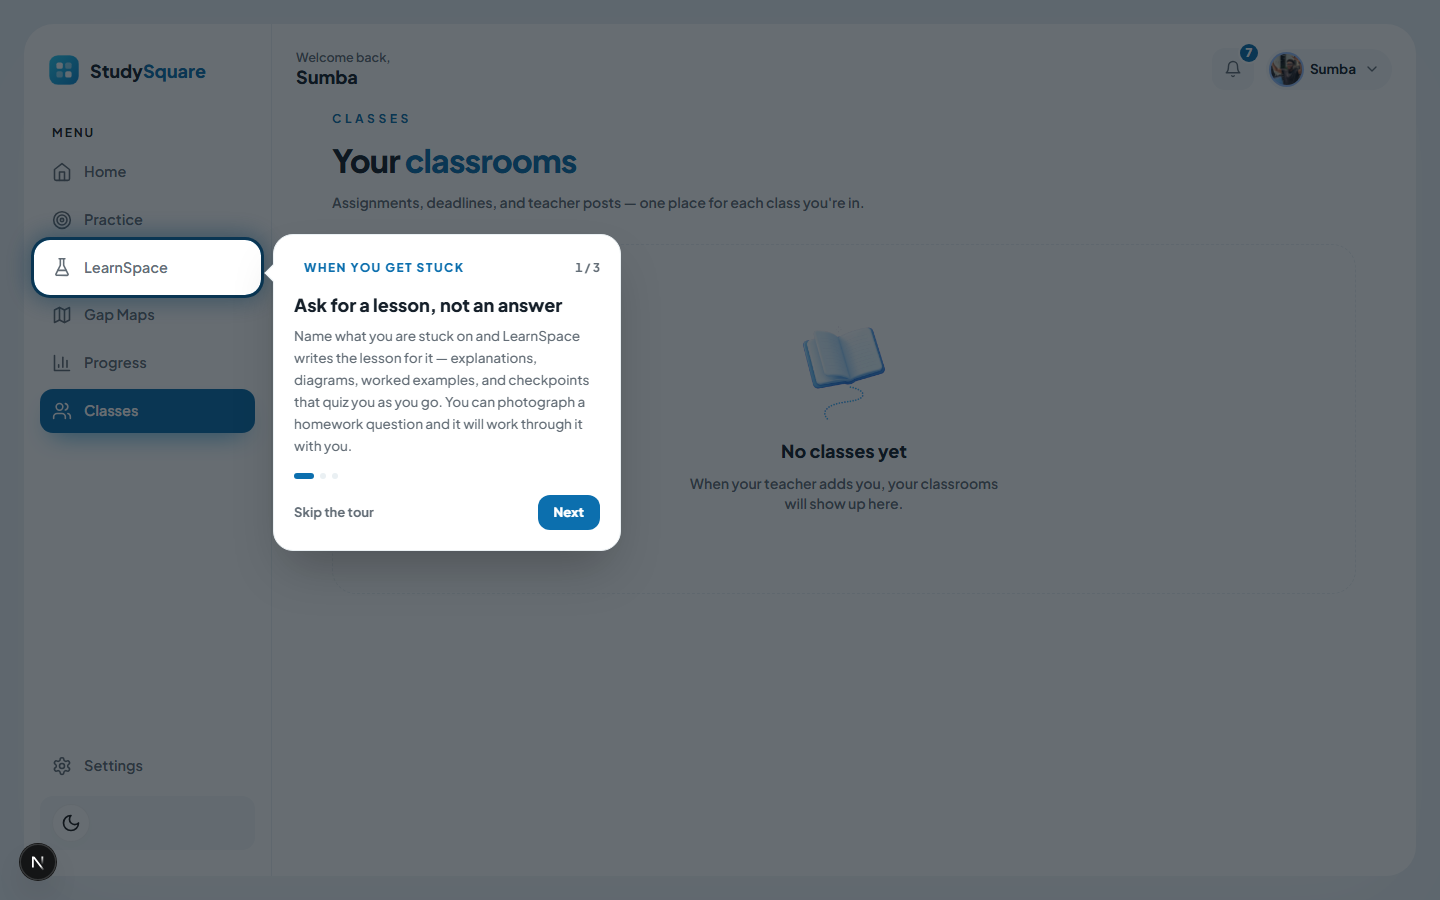 StudySquare
MENU
Home
Practice
LearnSpace
Gap Maps
Progress
Classes
Settings
N
Welcome back,
Sumba
7
Sumba
CLASSES
Your classrooms
Assignments, deadlines, and teacher posts — one place for each class you're in.
WHEN YOU GET STUCK
1 / 3
Ask for a lesson, not an answer
Name what you are stuck on and LearnSpace
writes the lesson for it — explanations,
diagrams, worked examples, and checkpoints
that quiz you as you go. You can photograph a
homework question and it will work through it
with you.
Skip the tour
Next
No classes yet
When your teacher adds you, your classrooms
will show up here.